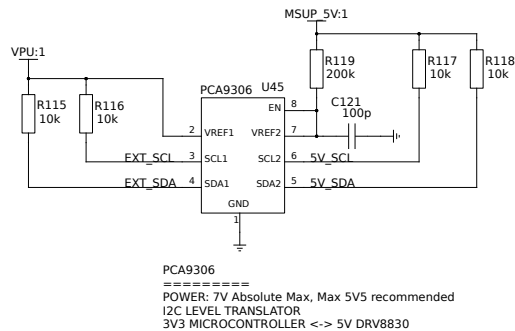 MSUP_5V:1
VPU:1
R119
200k
R117
10k
R118
10k
PCA9306
U45
R115
10k
R116
10k
EN
8
C121
100p
2
VREF1
VREF2
7
EXT_SCL
3
SCL1
SCL2
6
5V_SCL
EXT_SDA
4
SDA1
SDA2
5
5V_SDA
GND
1
PCA9306
=========
POWER: 7V Absolute Max, Max 5V5 recommended
I2C LEVEL TRANSLATOR
3V3 MICROCONTROLLER <-> 5V DRV8830